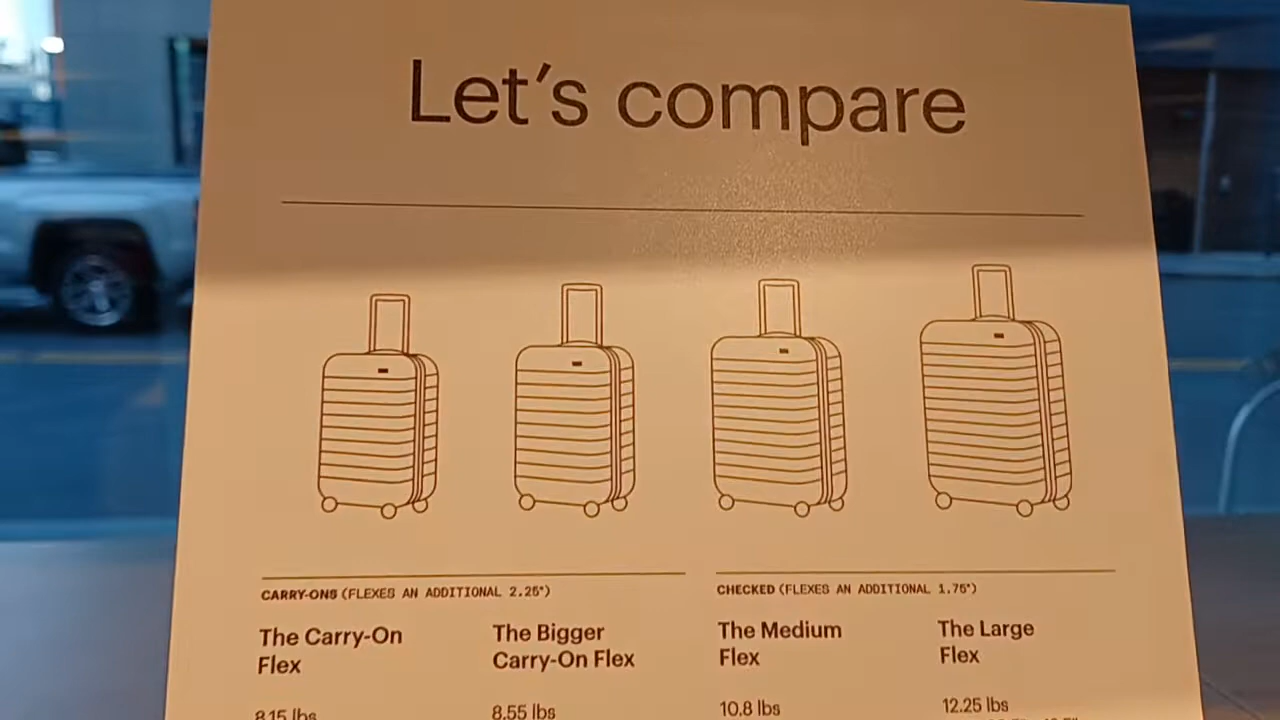 Let's compare
CARRY-ONS (FLEXES AN ADDITIONAL 2.25")
CHECKED (FLEXES AN ADDITIONAL 1.75")
The Carry-On
Flex
8.15 lbs
The Bigger
Carry-On Flex
8.55 lbs
The Medium
Flex
10.8 lbs
The Large
Flex
12.25 lbs